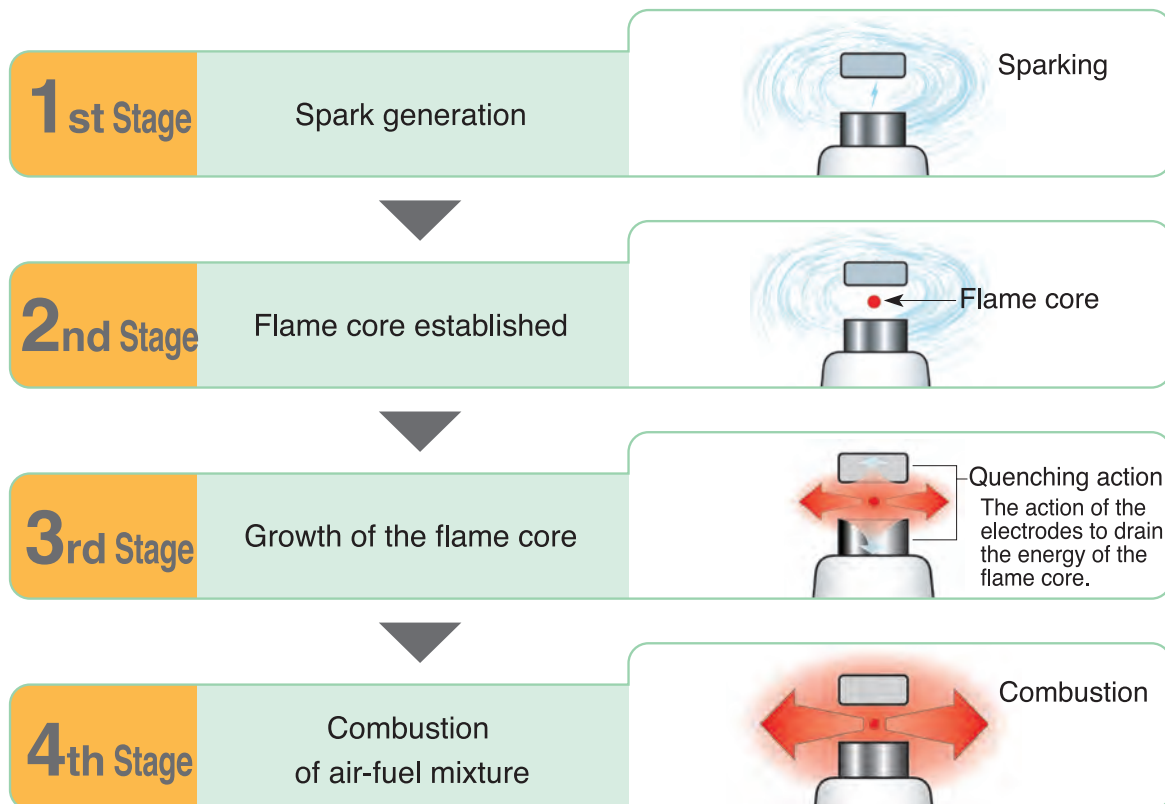 1st Stage
Spark generation
Sparking
2nd Stage
Flame core established
Flame core
3rd Stage
Growth of the flame core
Quenching action
The action of the
electrodes to drain
the energy of the
flame core.
4th Stage
Combustion
of air-fuel mixture
Combustion